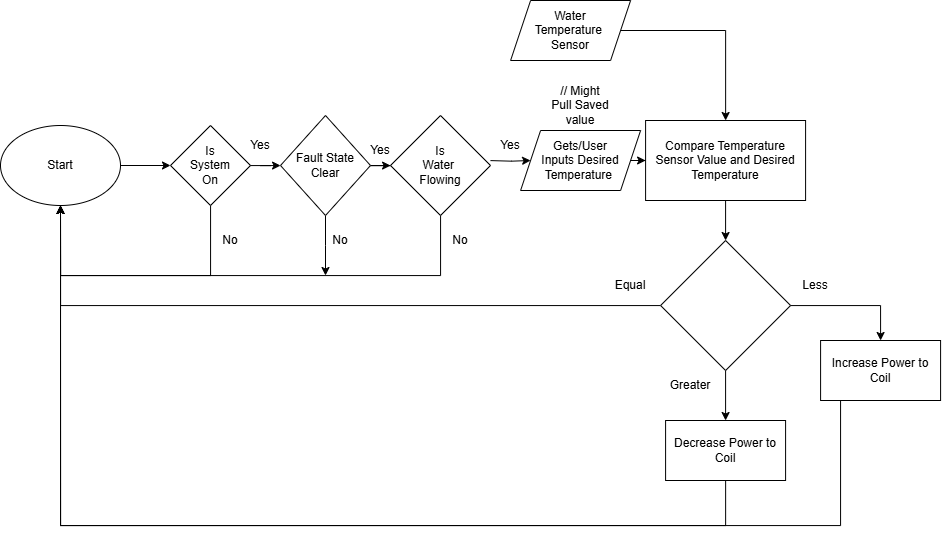 Water
Temperature
Sensor
// Might
Pull Saved
value
Start
Is
System
On
Yes
Fault State
Clear
Yes
Is
Water
Flowing
Yes
Gets/User
Inputs Desired
Temperature
Compare Temperature
Sensor Value and Desired
Temperature
No
No
No
Equal
Less
Increase Power to
Coil
Greater
Decrease Power to
Coil